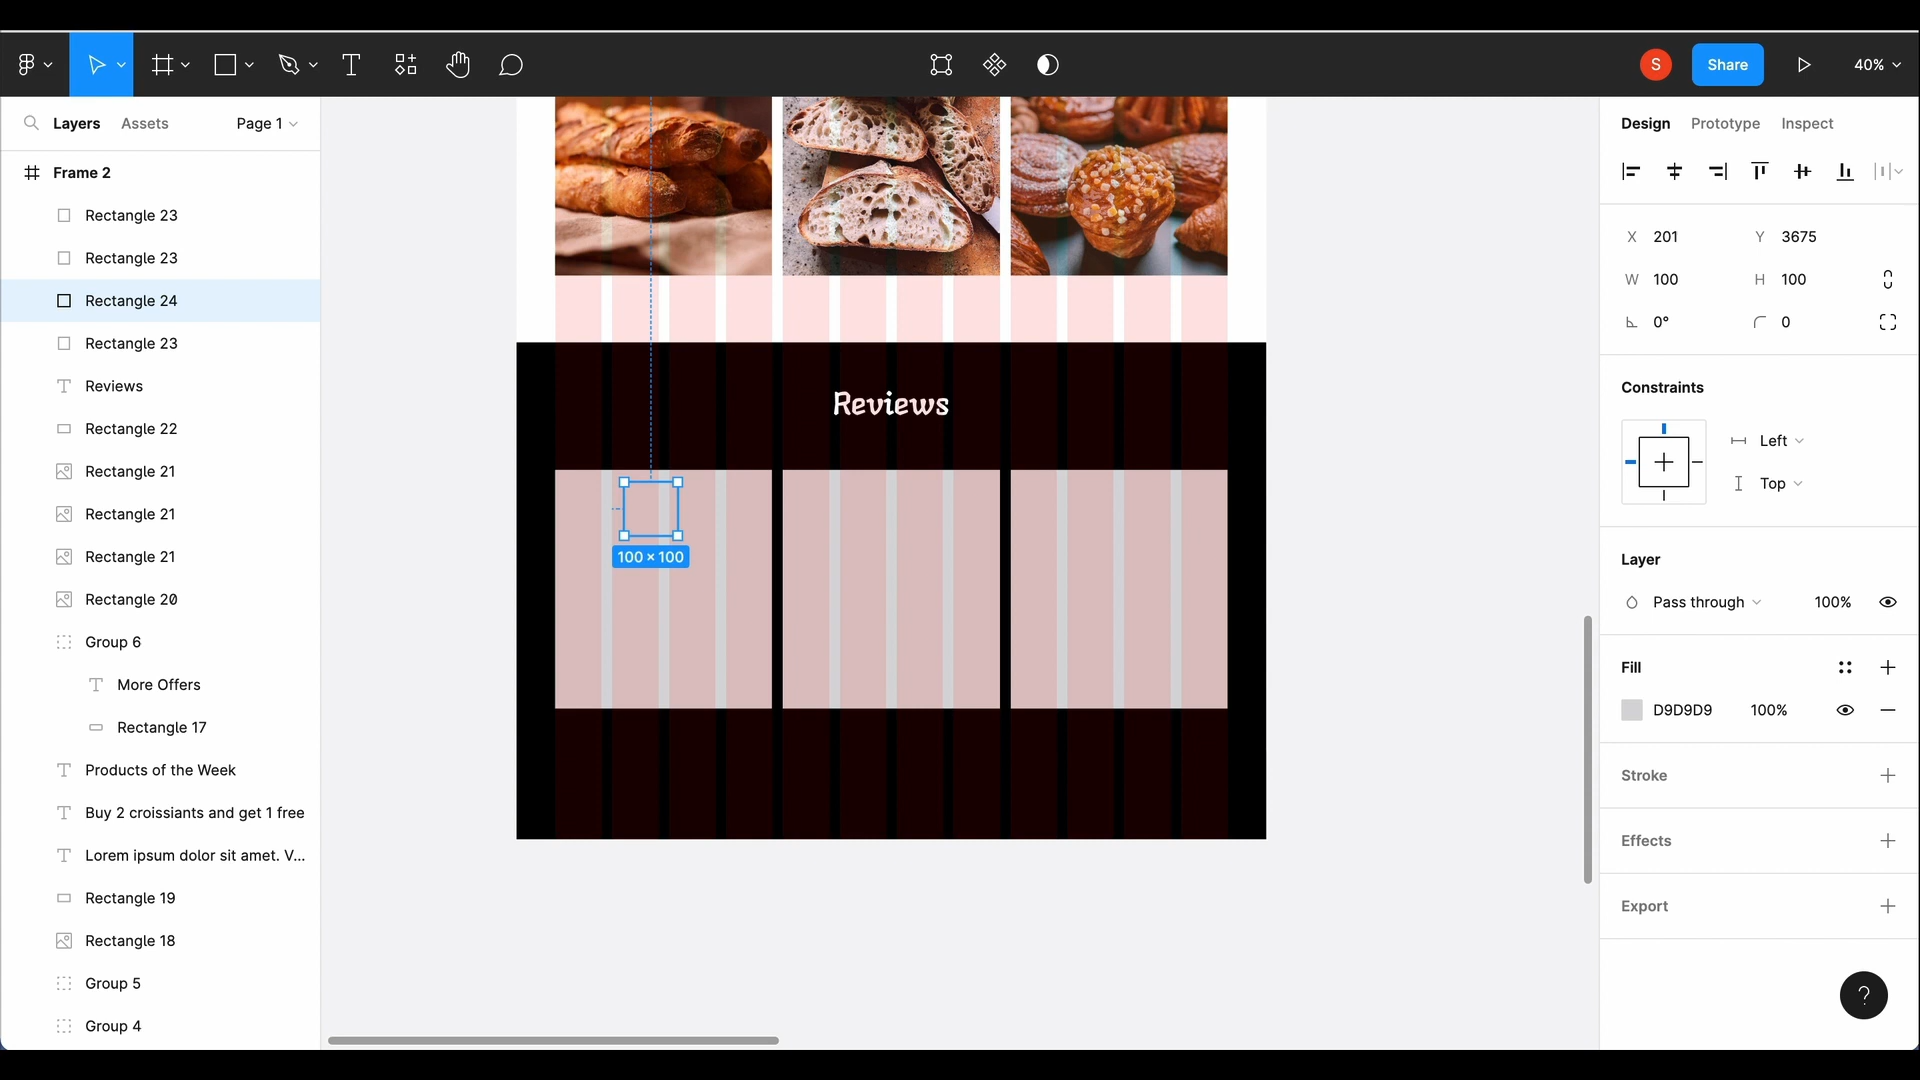 S
Share
40%
Layers
Assets
Page 1
Design
Prototype
Inspect
Frame 2
Rectangle 23
Rectangle 23
Rectangle 24
Rectangle 23
Reviews
Rectangle 22
Rectangle 21
Rectangle 21
Rectangle 21
Rectangle 20
Group 6
More Offers
Rectangle 17
Products of the Week
Buy 2 croissiants and get 1 free
Lorem ipsum dolor sit amet. V...
Rectangle 19
Rectangle 18
Group 5
Group 4
Reviews
100 × 100
X 201 Y 3675
W 100 H 100
0° 0
Constraints
Left
Top
Layer
Pass through 100%
Fill
D9D9D9 100%
Stroke
Effects
Export
?